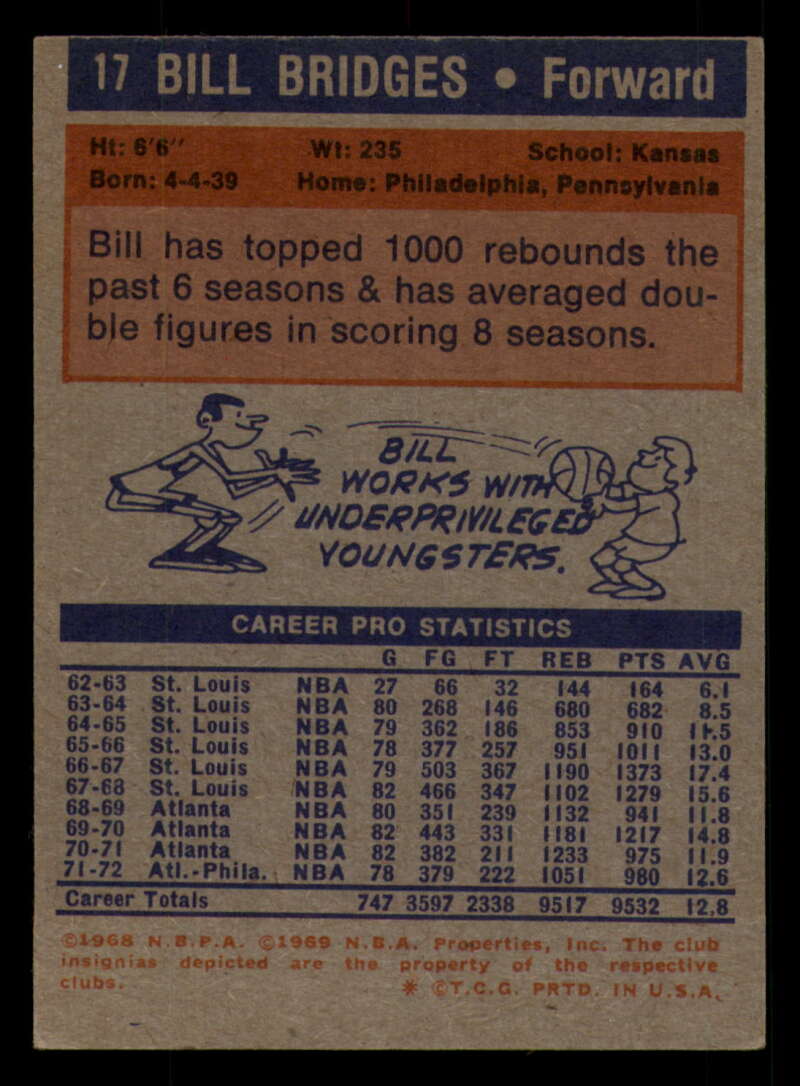 17 BILL BRIDGES • Forward
Ht: 6'6" Wt: 235 School: Kansas
Born: 4-4-39 Home: Philadelphia, Pennsylvania
Bill has topped 1000 rebounds the
past 6 seasons & has averaged dou-
ble figures in scoring 8 seasons.
BILL
WORKS WITH
UNDERPRIVILEGED
YOUNGSTERS.
CAREER PRO STATISTICS
G FG FT REB PTS AVG
62-63 St. Louis NBA 27 66 32 144 164 6.1
63-64 St. Louis NBA 80 268 146 680 682 8.5
64-65 St. Louis NBA 79 362 186 853 910 11.5
65-66 St. Louis NBA 78 377 257 951 1011 13.0
66-67 St. Louis NBA 79 503 367 1190 1373 17.4
67-68 St. Louis NBA 82 466 347 1102 1279 15.6
68-69 Atlanta NBA 80 351 239 1132 941 11.8
69-70 Atlanta NBA 82 443 331 1181 1217 14.8
70-71 Atlanta NBA 82 382 211 1233 975 11.9
71-72 Atl.-Phila. NBA 78 379 222 1051 980 12.6
Career Totals 747 3597 2338 9517 9532 12.8
©1968 N.B.P.A. ©1969 N.B.A. Properties, Inc. The club
insignias depicted are the property of the respective
clubs. * ©T.C.G. PRTD. IN U.S.A.